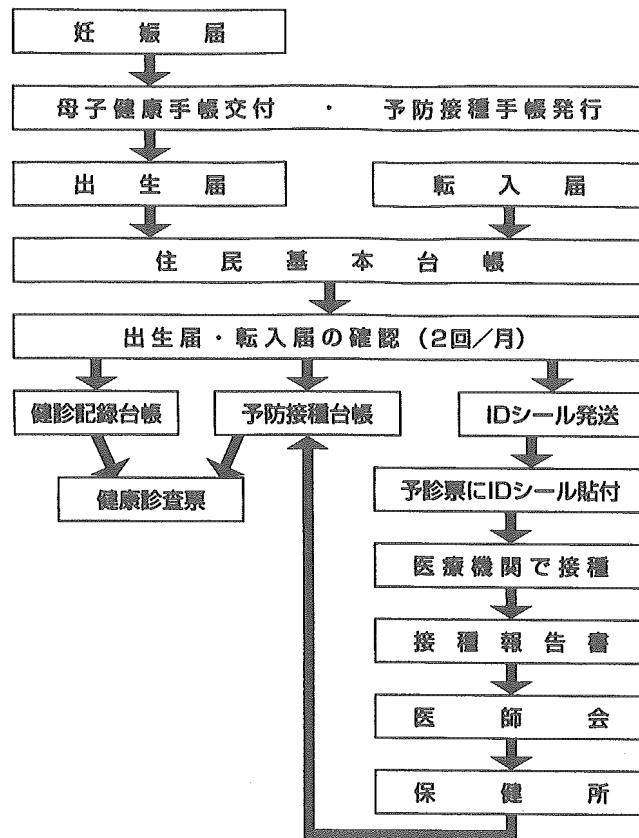 妊娠届
母子健康手帳交付 ・ 予防接種手帳発行
出生届
転入届
住民基本台帳
出生届・転入届の確認(2回/月)
健診記録台帳
予防接種台帳
IDシール発送
健康診査票
予診票にIDシール貼付
医療機関で接種
接種報告書
医師会
保健所